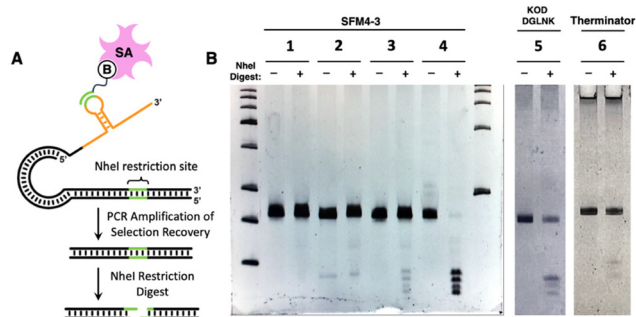 A
SA
B
3'
5'
NheI restriction site
3'
5'
PCR Amplification of
Selection Recovery
NheI Restriction
Digest
B
SFM4-3
1 2 3 4
NheI
Digest:
− + − + − + − +
KOD
DGLNK
5
− +
Therminator
6
− +